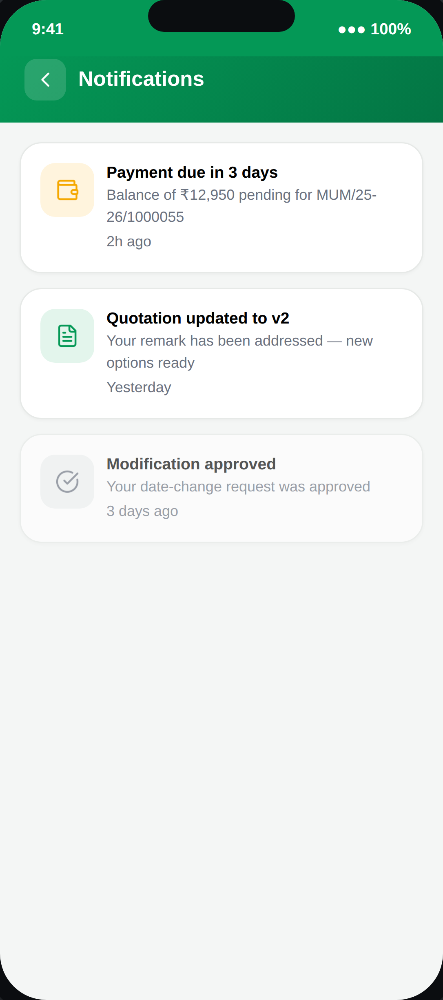 9:41
●●● 100%
Notifications
Payment due in 3 days
Balance of ₹12,950 pending for MUM/25-
26/1000055
2h ago
Quotation updated to v2
Your remark has been addressed — new
options ready
Yesterday
Modification approved
Your date-change request was approved
3 days ago